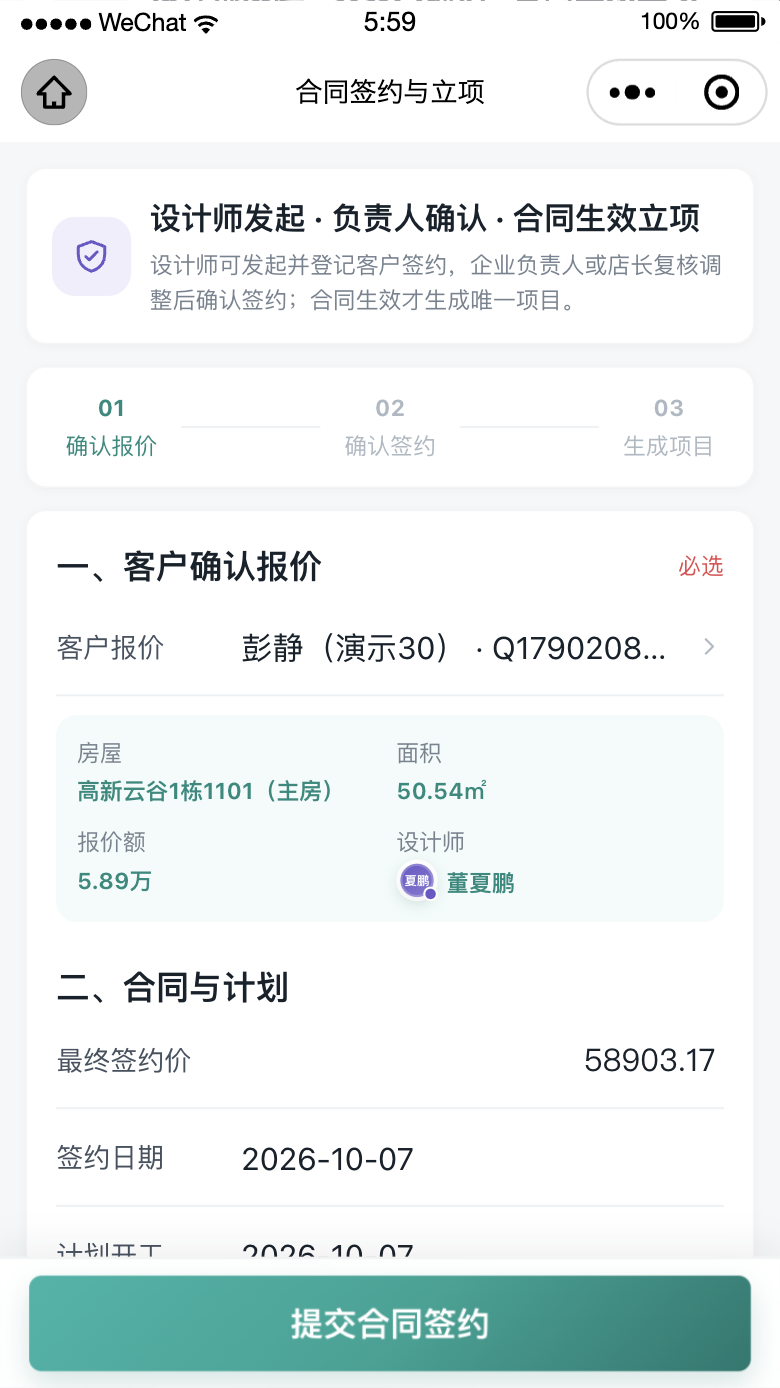 WeChat
5:59
100%
合同签约与立项
设计师发起 · 负责人确认 · 合同生效立项
设计师可发起并登记客户签约，企业负责人或店长复核调
整后确认签约；合同生效才生成唯一项目。
01
02
03
确认报价
确认签约
生成项目
一、客户确认报价
必选
客户报价
彭静（演示30） · Q1790208...
房屋
面积
高新云谷1栋1101（主房）
50.54㎡
报价额
设计师
5.89万
夏鹏
董夏鹏
二、合同与计划
最终签约价
58903.17
签约日期
2026-10-07
计划开工
2026-10-07
提交合同签约